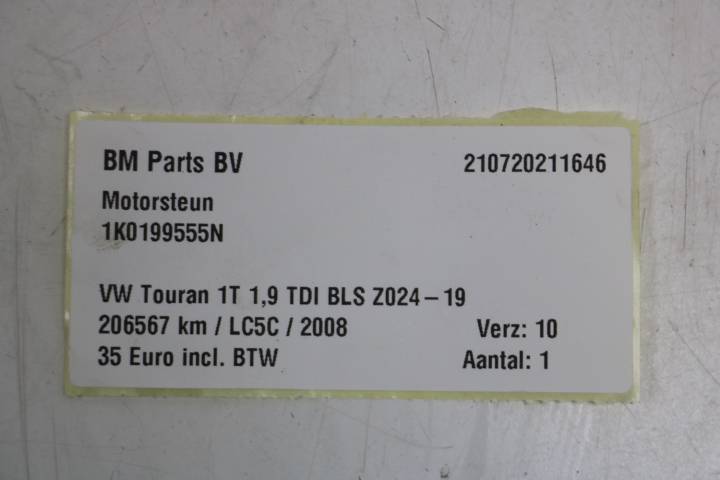 BM Parts BV 210720211646
Motorsteun
1K0199555N
VW Touran 1T 1,9 TDI BLS Z024-19
206567 km / LC5C / 2008 Verz: 10
35 Euro incl. BTW Aantal: 1